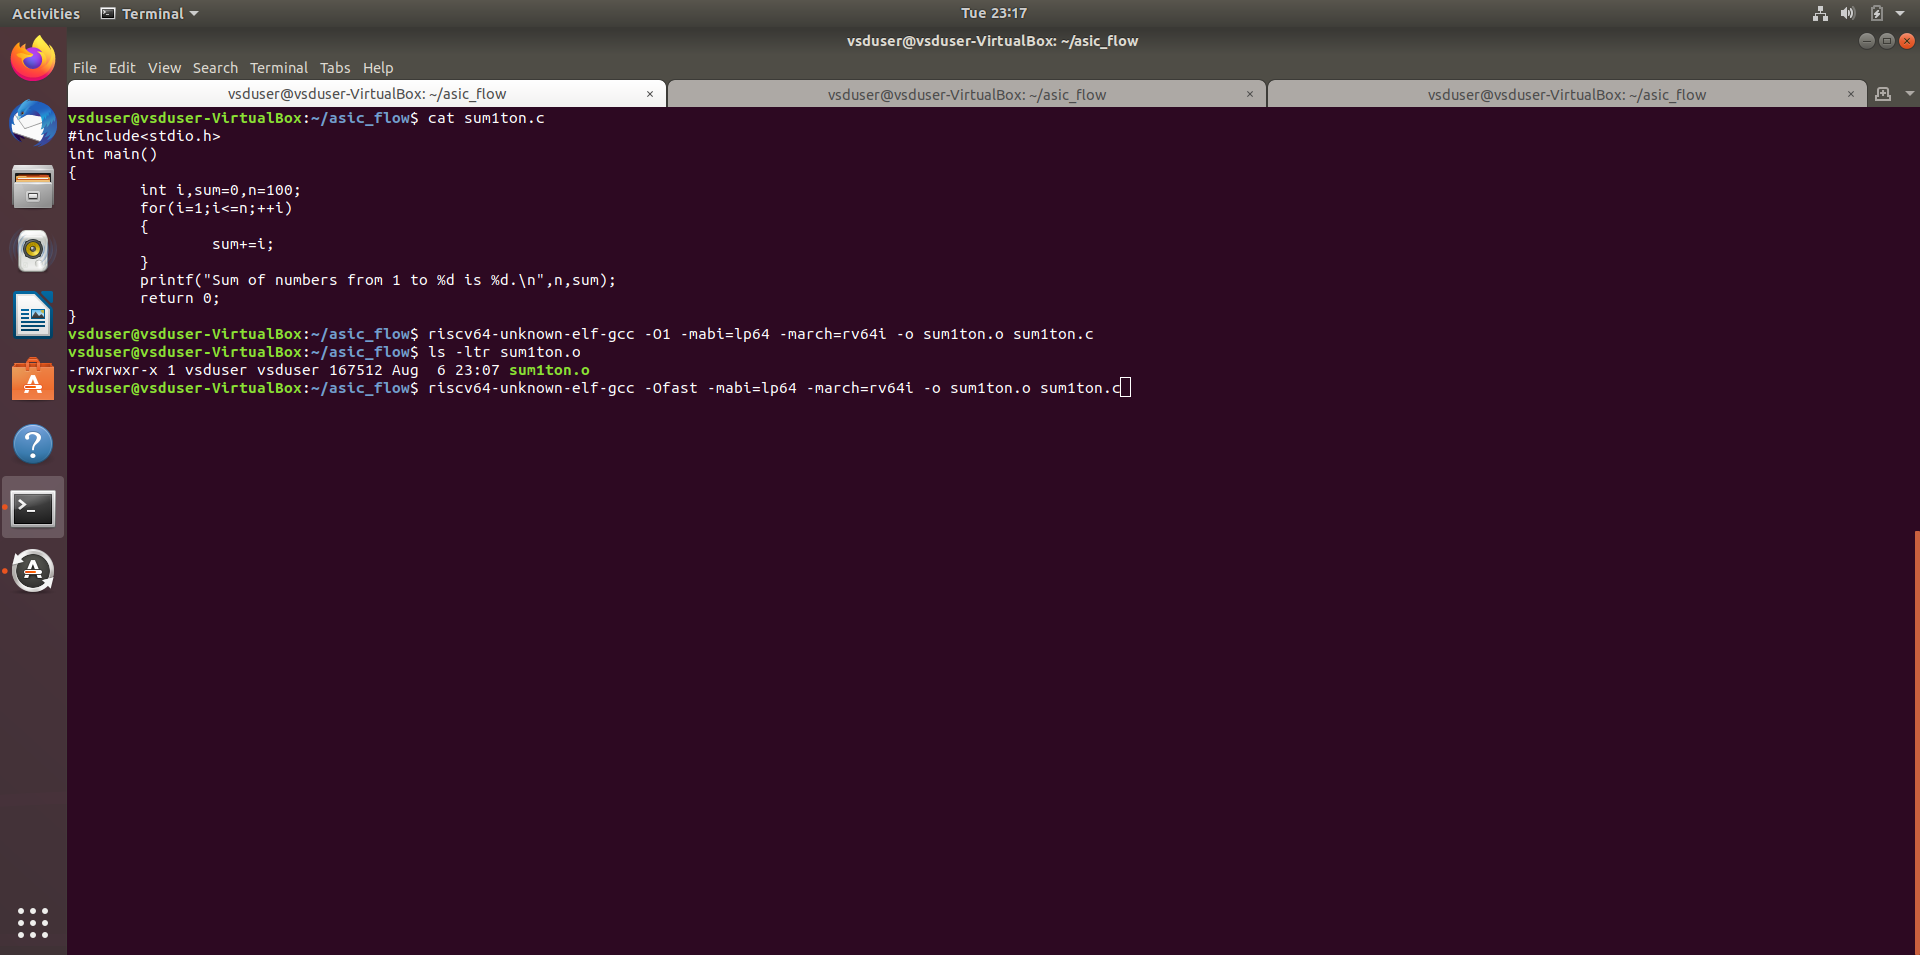 Activities Terminal Tue 23:17
vsduser@vsduser-VirtualBox: ~/asic_flow
File Edit View Search Terminal Tabs Help
vsduser@vsduser-VirtualBox: ~/asic_flow × vsduser@vsduser-VirtualBox: ~/asic_flow × vsduser@vsduser-VirtualBox: ~/asic_flow ×
vsduser@vsduser-VirtualBox:~/asic_flow$ cat sum1ton.c
#include<stdio.h>
int main()
{
        int i,sum=0,n=100;
        for(i=1;i<=n;++i)
        {
                sum+=i;
        }
        printf("Sum of numbers from 1 to %d is %d.\n",n,sum);
        return 0;
}
vsduser@vsduser-VirtualBox:~/asic_flow$ riscv64-unknown-elf-gcc -O1 -mabi=lp64 -march=rv64i -o sum1ton.o sum1ton.c
vsduser@vsduser-VirtualBox:~/asic_flow$ ls -ltr sum1ton.o
-rwxrwxr-x 1 vsduser vsduser 167512 Aug  6 23:07 sum1ton.o
vsduser@vsduser-VirtualBox:~/asic_flow$ riscv64-unknown-elf-gcc -Ofast -mabi=lp64 -march=rv64i -o sum1ton.o sum1ton.c